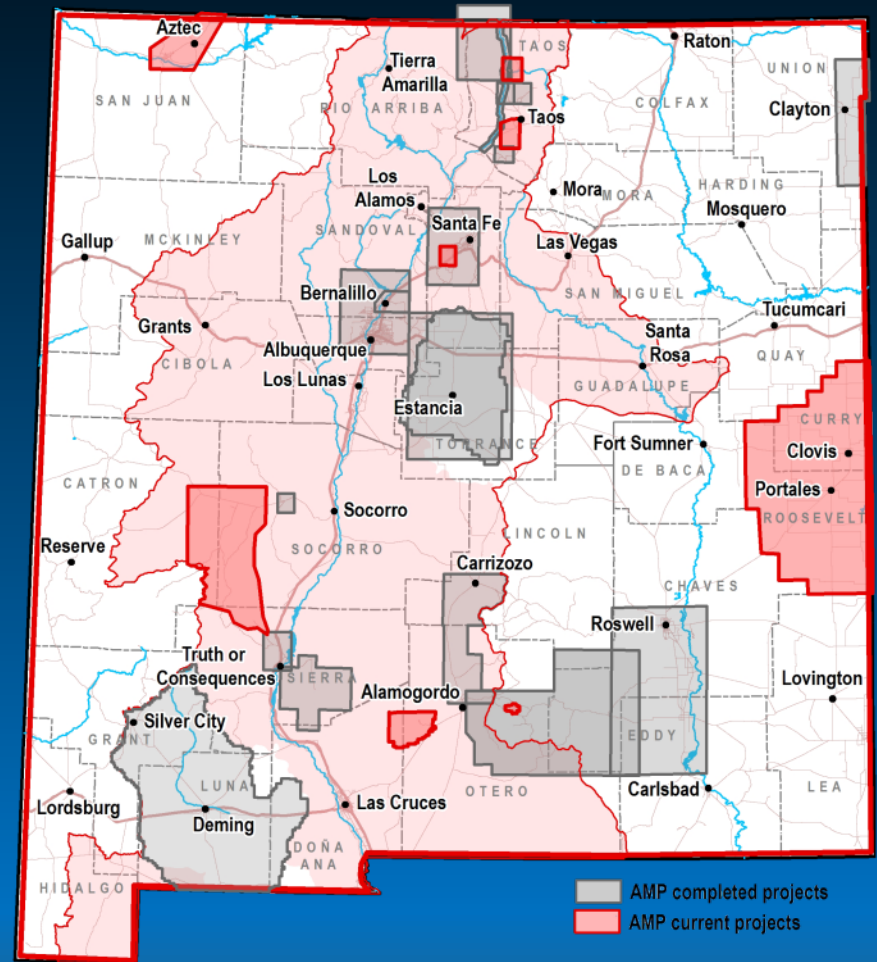 Aztec
TAOS
Raton
Tierra
Amarilla
UNION
SAN JUAN
RIO ARRIBA
COLFAX
Clayton
Taos
Los
Alamos
Mora
MORA
HARDING
Mosquero
SANDOVAL
Santa Fe
Gallup
MCKINLEY
Las Vegas
Bernalillo
SAN MIGUEL
Tucumcari
Grants
Santa
Rosa
Albuquerque
QUAY
CIBOLA
Los Lunas
GUADALUPE
Estancia
CURRY
TORRANCE
Fort Sumner
Clovis
DE BACA
CATRON
Portales
Socorro
ROOSEVELT
LINCOLN
Reserve
SOCORRO
Carrizozo
CHAVES
Roswell
Truth or
Consequences
SIERRA
Alamogordo
Lovington
Silver City
GRANT
EDDY
LUNA
OTERO
Carlsbad
LEA
Lordsburg
Las Cruces
Deming
DOÑA
ANA
HIDALGO
AMP completed projects
AMP current projects